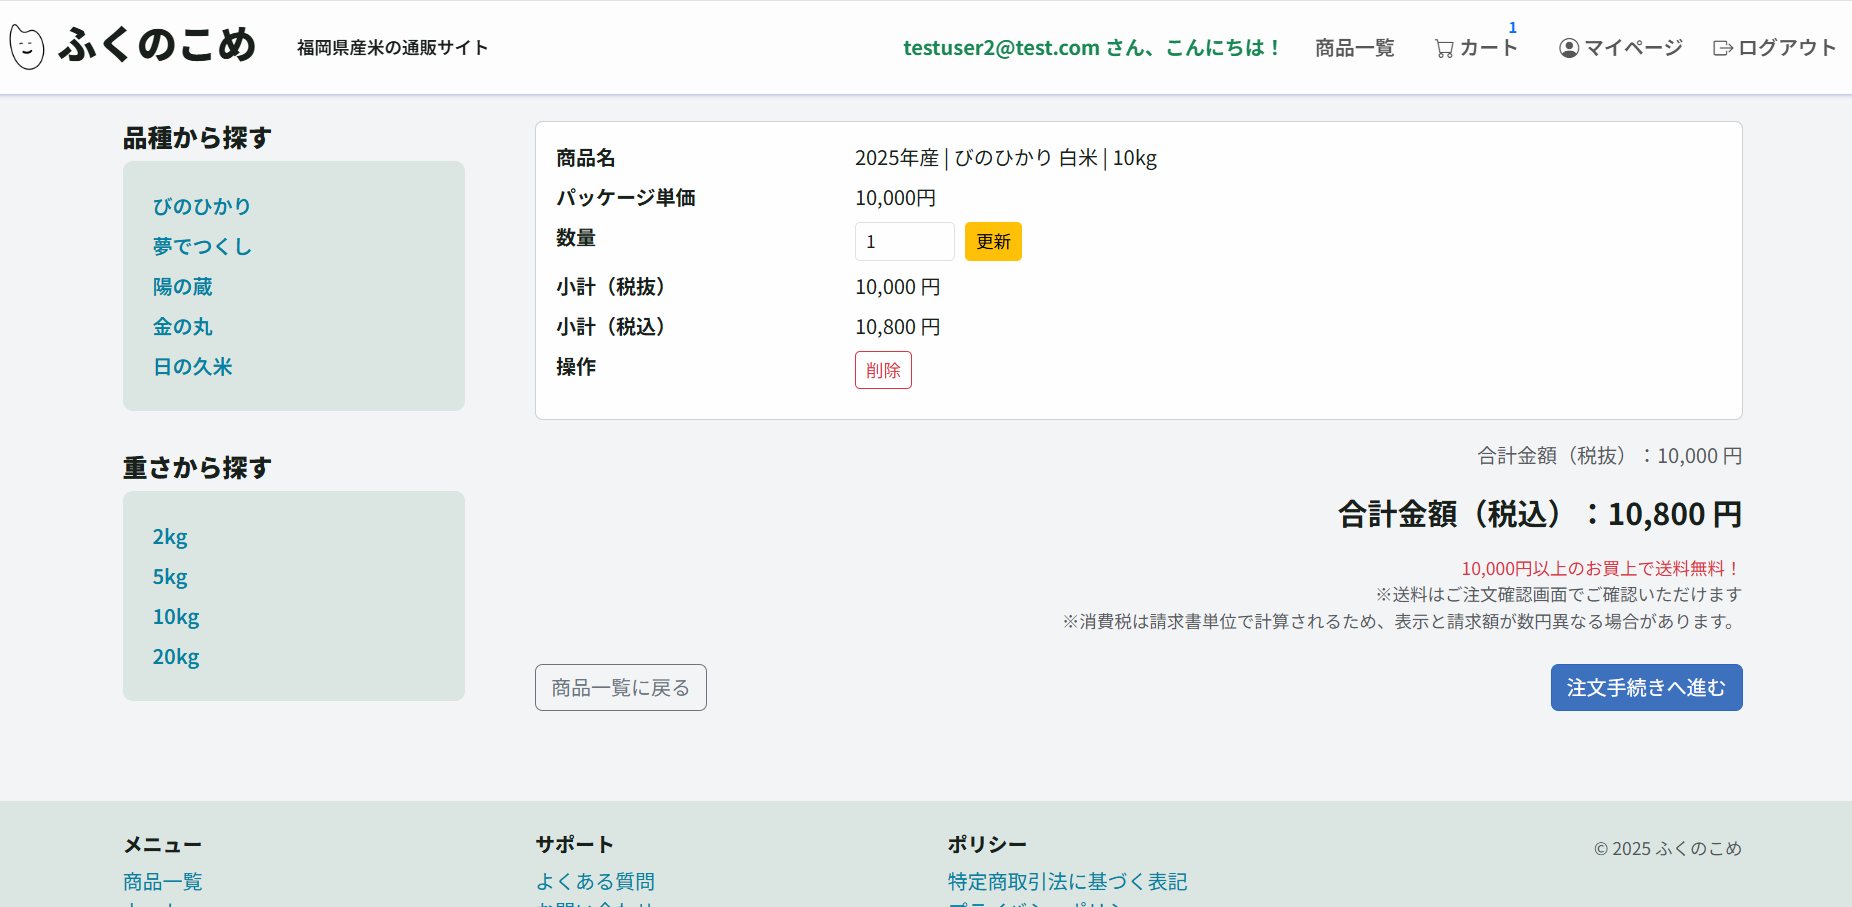 ふくのこめ
福岡県産米の通販サイト
testuser2@test.com さん、こんにちは！
商品一覧
カート
1
マイページ
ログアウト
品種から探す
びのひかり
夢でつくし
陽の蔵
金の丸
日の久米
重さから探す
2kg
5kg
10kg
20kg
商品名
2025年産 | びのひかり 白米 | 10kg
パッケージ単価
10,000円
数量
1
更新
小計（税抜）
10,000 円
小計（税込）
10,800 円
操作
削除
合計金額（税抜）：10,000 円
合計金額（税込）：10,800 円
10,000円以上のお買上で送料無料！
※送料はご注文確認画面でご確認いただけます
※消費税は請求書単位で計算されるため、表示と請求額が数円異なる場合があります。
商品一覧に戻る
注文手続きへ進む
メニュー
商品一覧
サポート
よくある質問
ポリシー
特定商取引法に基づく表記
© 2025 ふくのこめ